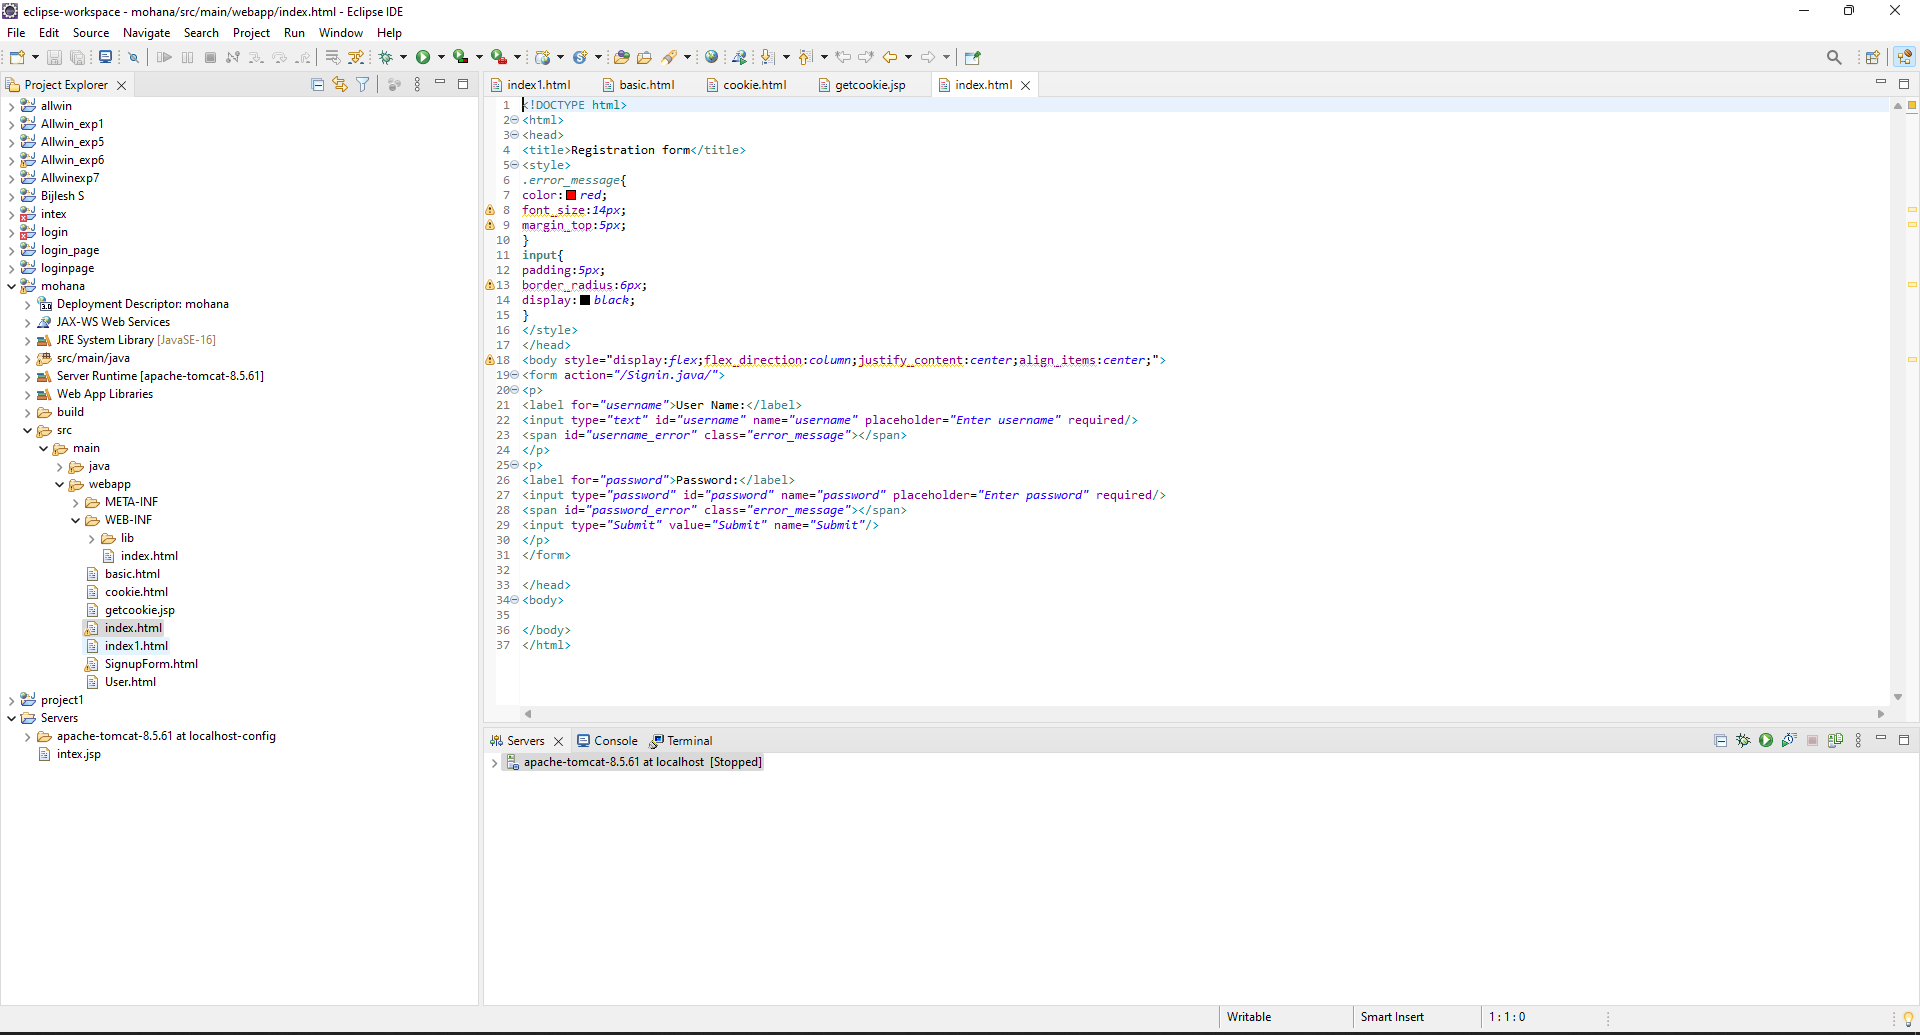 eclipse-workspace - mohana/src/main/webapp/index.html - Eclipse IDE
File Edit Source Navigate Search Project Run Window Help
Project Explorer
allwin
Allwin_exp1
Allwin_exp5
Allwin_exp6
Allwinexp7
Bijlesh S
intex
login
login_page
loginpage
mohana
Deployment Descriptor: mohana
JAX-WS Web Services
JRE System Library [JavaSE-16]
src/main/java
Server Runtime [apache-tomcat-8.5.61]
Web App Libraries
build
src
main
java
webapp
META-INF
WEB-INF
lib
index.html
basic.html
cookie.html
getcookie.jsp
index.html
index1.html
SignupForm.html
User.html
project1
Servers
apache-tomcat-8.5.61 at localhost-config
intex.jsp
index1.html basic.html cookie.html getcookie.jsp index.html
1 <!DOCTYPE html>
2 <html>
3 <head>
4 <title>Registration form</title>
5 <style>
6 .error_message{
7 color: red;
8 font_size:14px;
9 margin_top:5px;
10 }
11 input{
12 padding:5px;
13 border_radius:6px;
14 display: black;
15 }
16 </style>
17 </head>
18 <body style="display:flex;flex_direction:column;justify_content:center;align_items:center;">
19 <form action="/Signin.java/">
20 <p>
21 <label for="username">User Name:</label>
22 <input type="text" id="username" name="username" placeholder="Enter username" required/>
23 <span id="username_error" class="error_message"></span>
24 </p>
25 <p>
26 <label for="password">Password:</label>
27 <input type="password" id="password" name="password" placeholder="Enter password" required/>
28 <span id="password_error" class="error_message"></span>
29 <input type="Submit" value="Submit" name="Submit"/>
30 </p>
31 </form>
32
33 </head>
34 <body>
35
36 </body>
37 </html>
Servers Console Terminal
apache-tomcat-8.5.61 at localhost [Stopped]
Writable Smart Insert 1 : 1 : 0